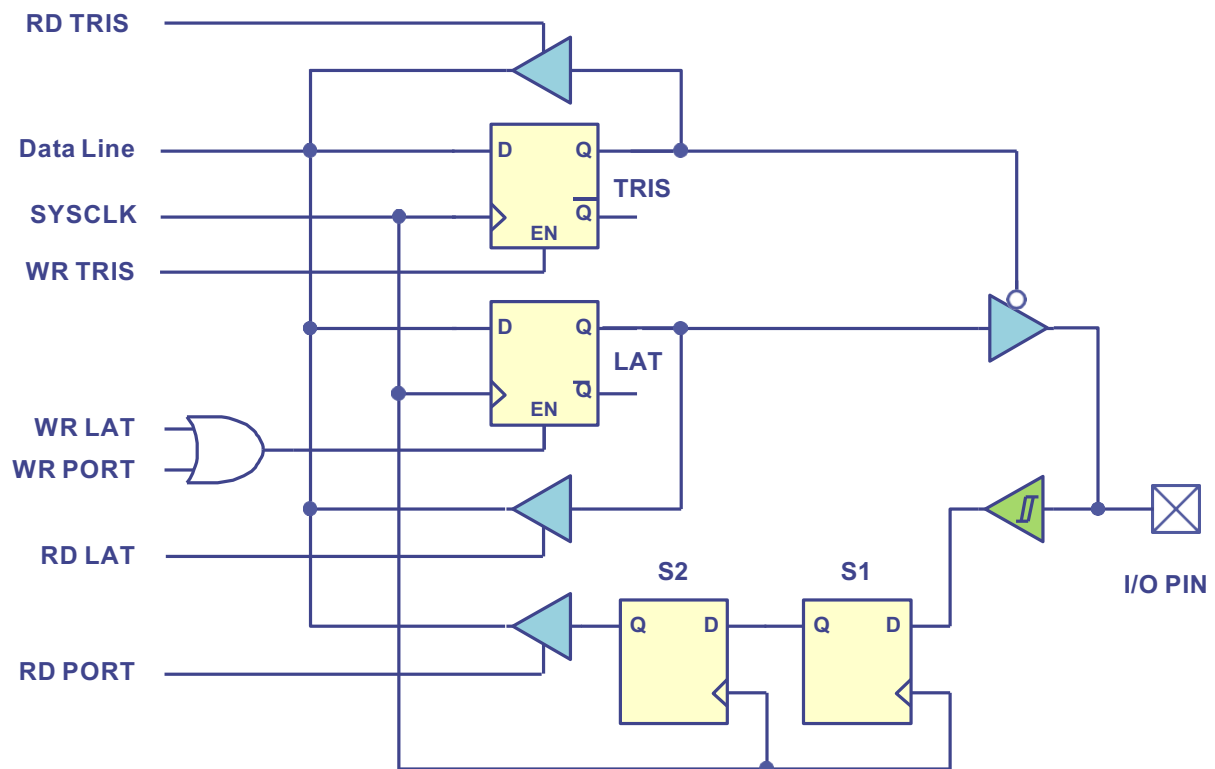 RD TRIS
Data Line
D
Q
TRIS
SYSCLK
Q
EN
WR TRIS
D
Q
LAT
Q
EN
WR LAT
WR PORT
RD LAT
S2
S1
I/O PIN
Q
D
Q
D
RD PORT